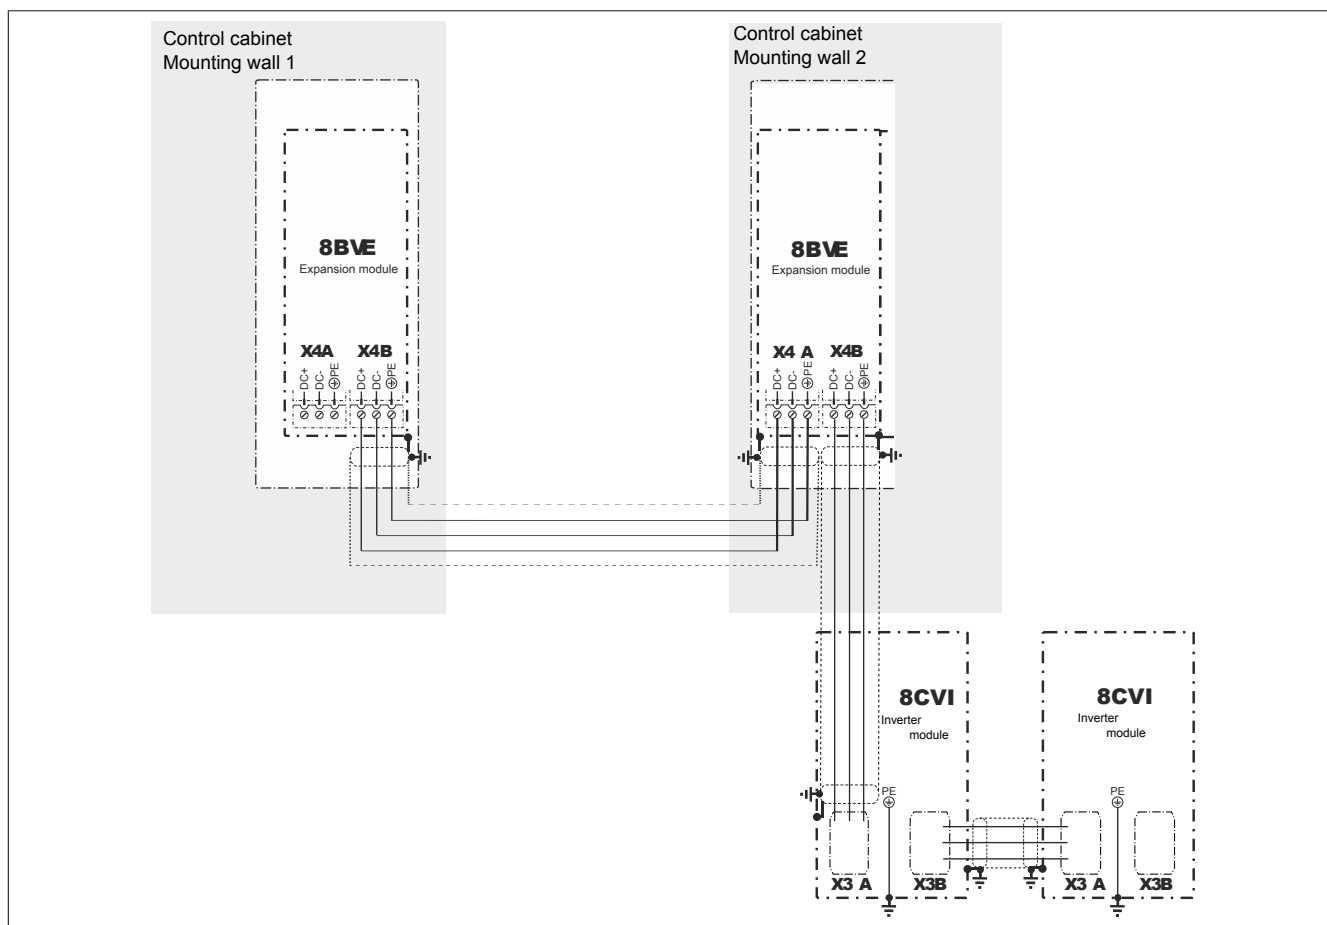 Control cabinet
Mounting wall 1
Control cabinet
Mounting wall 2
8BVE
Expansion module
X4A X4B
DC+ DC- PE DC+ DC- PE
8BVE
Expansion module
X4 A X4B
DC+ DC- PE DC+ DC- PE
8CVI
Inverter
module
PE
X3 A X3B
8CVI
Inverter
module
PE
X3 A X3B